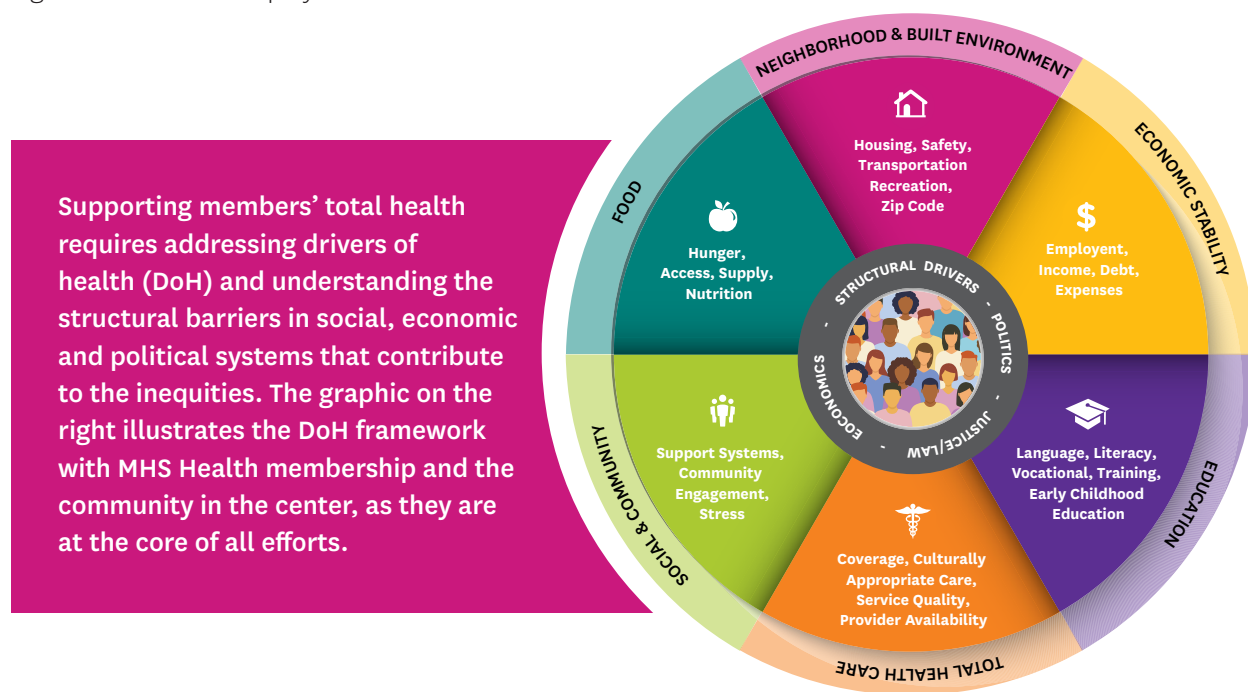 Supporting members’ total health
requires addressing drivers of
health (DoH) and understanding the
structural barriers in social, economic
and political systems that contribute
to the inequities. The graphic on the
right illustrates the DoH framework
with MHS Health membership and the
community in the center, as they are
at the core of all efforts.
NEIGHBORHOOD & BUILT ENVIRONMENT
Housing, Safety,
Transportation
Recreation,
Zip Code
ECONOMIC STABILITY
$
Employent,
Income, Debt,
Expenses
EDUCATION
Language, Literacy,
Vocational, Training,
Early Childhood
Education
TOTAL HEALTH CARE
Coverage, Culturally
Appropriate Care,
Service Quality,
Provider Availability
SOCIAL & COMMUNITY
Support Systems,
Community
Engagement,
Stress
FOOD
Hunger,
Access, Supply,
Nutrition
STRUCTURAL DRIVERS - POLITICS - JUSTICE/LAW - EOCONOMICS -